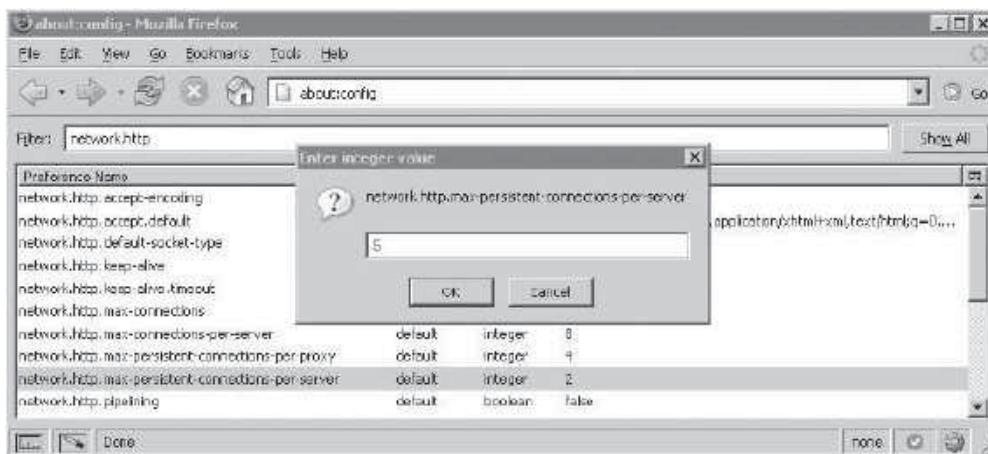 about:config - Mozilla Firefox
File Edit View Go Bookmarks Tools Help
about:config Go
Filter: network.http Show All
Enter integer value
network.http.max-persistent-connections-per-server
5
OK Cancel
Preference Name
network.http.accept-encoding
network.http.accept.default ,application/xhtml+xml,text/html;q=0....
network.http.default-socket-type
network.http.keep-alive
network.http.keep-alive.timeout
network.http.max-connections
network.http.max-connections-per-server default integer 8
network.http.max-persistent-connections-per-proxy default integer 4
network.http.max-persistent-connections-per-server default integer 2
network.http.pipelining default boolean false
Done none